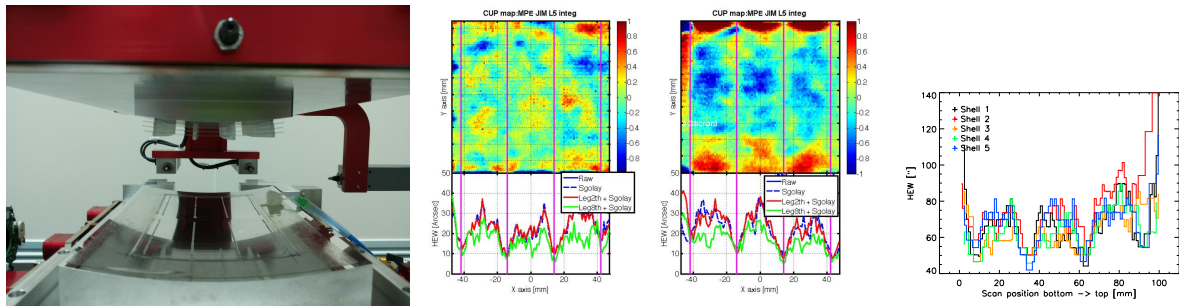 CUP map:MPE JIM L5 integ
Y axis [mm]
1
0.8
0.6
0.4
0.2
0
-0.2
-0.4
-0.6
-0.8
-1
Raw
Sgolay
Leg2th + Sgolay
Leg8th + Sgolay
HEW [Arcsec]
50
40
30
20
10
0
-40 -20 0 20 40
X axis [mm]
CUP map:MPE JIM L5 integ
Y axis [mm]
1
0.8
0.6
0.4
0.2
0
-0.2
-0.4
-0.6
-0.8
-1
Raw
Sgolay
Leg2th + Sgolay
Leg8th + Sgolay
HEW [Arcsec]
50
40
30
20
10
0
-40 -20 0 20 40
X axis [mm]
Shell 1
Shell 2
Shell 3
Shell 4
Shell 5
HEW ["]
140
120
100
80
60
40
0 20 40 60 80 100
Scan position bottom -> top [mm]